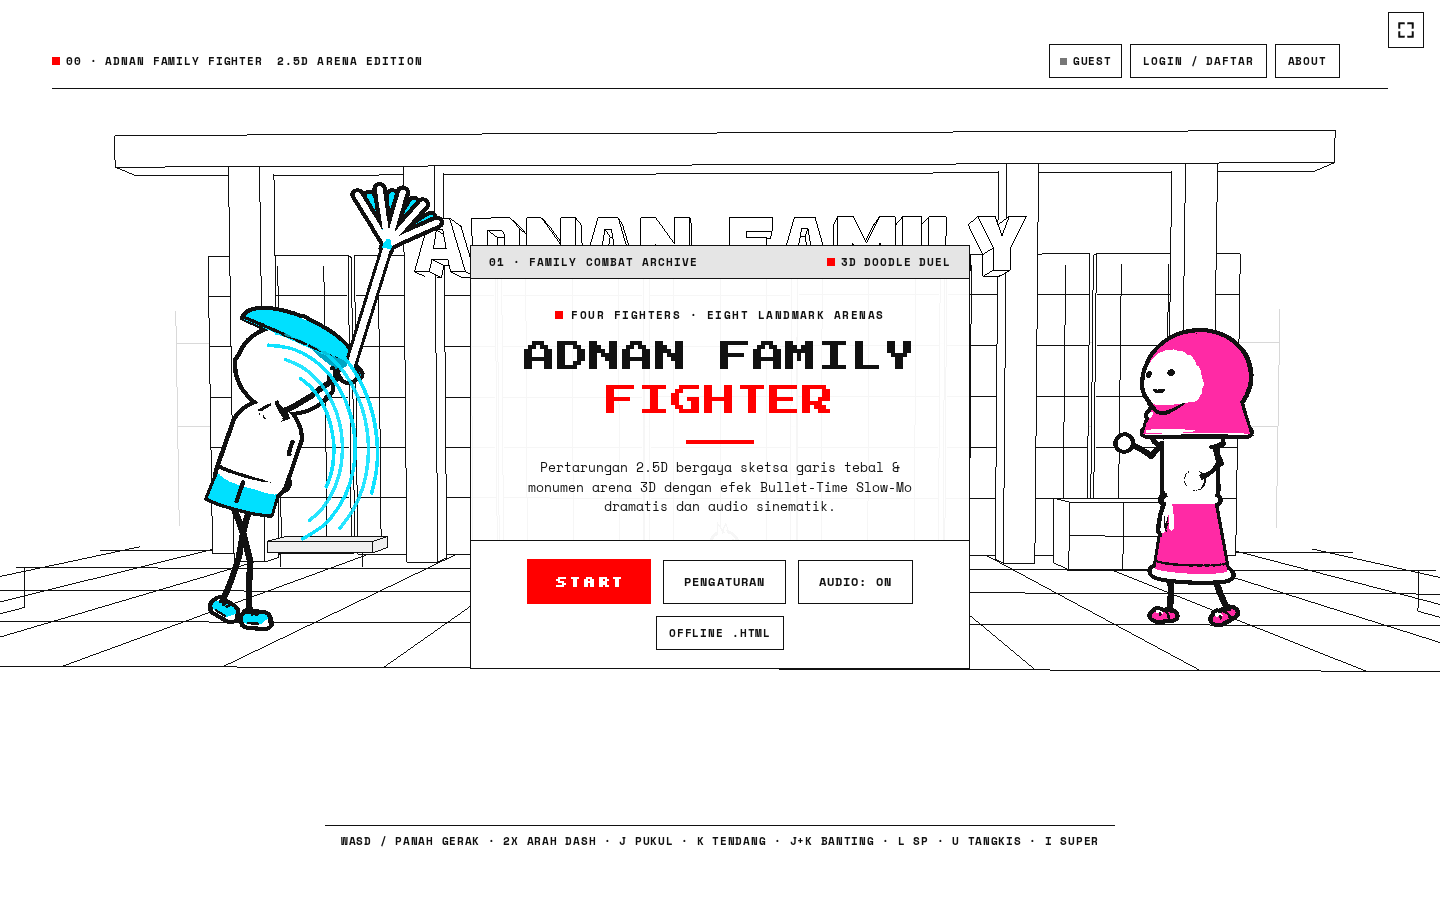 00 · ADNAN FAMILY FIGHTER 2.5D ARENA EDITION
GUEST
LOGIN / DAFTAR
ABOUT
ADNAN FAMILY
01 · FAMILY COMBAT ARCHIVE
3D DOODLE DUEL
FOUR FIGHTERS · EIGHT LANDMARK ARENAS
ADNAN FAMILY
FIGHTER
Pertarungan 2.5D bergaya sketsa garis tebal &
monumen arena 3D dengan efek Bullet-Time Slow-Mo
dramatis dan audio sinematik.
START
PENGATURAN
AUDIO: ON
OFFLINE .HTML
WASD / PANAH GERAK · 2X ARAH DASH · J PUKUL · K TENDANG · J+K BANTING · L SP · U TANGKIS · I SUPER